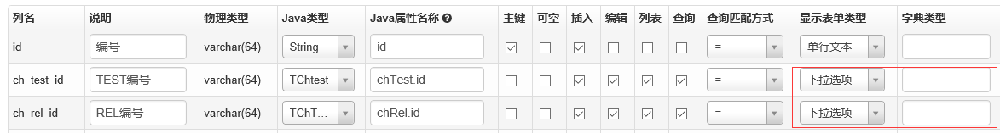 列名 说明 物理类型 Java类型 Java属性名称 主键 可空 插入 编辑 列表 查询 查询匹配方式 显示表单类型 字典类型
id 编号 varchar(64) String id = 单行文本
ch_test_id TEST编号 varchar(64) TChtest chTest.id = 下拉选项
ch_rel_id REL编号 varchar(64) TChT... chRel.id = 下拉选项